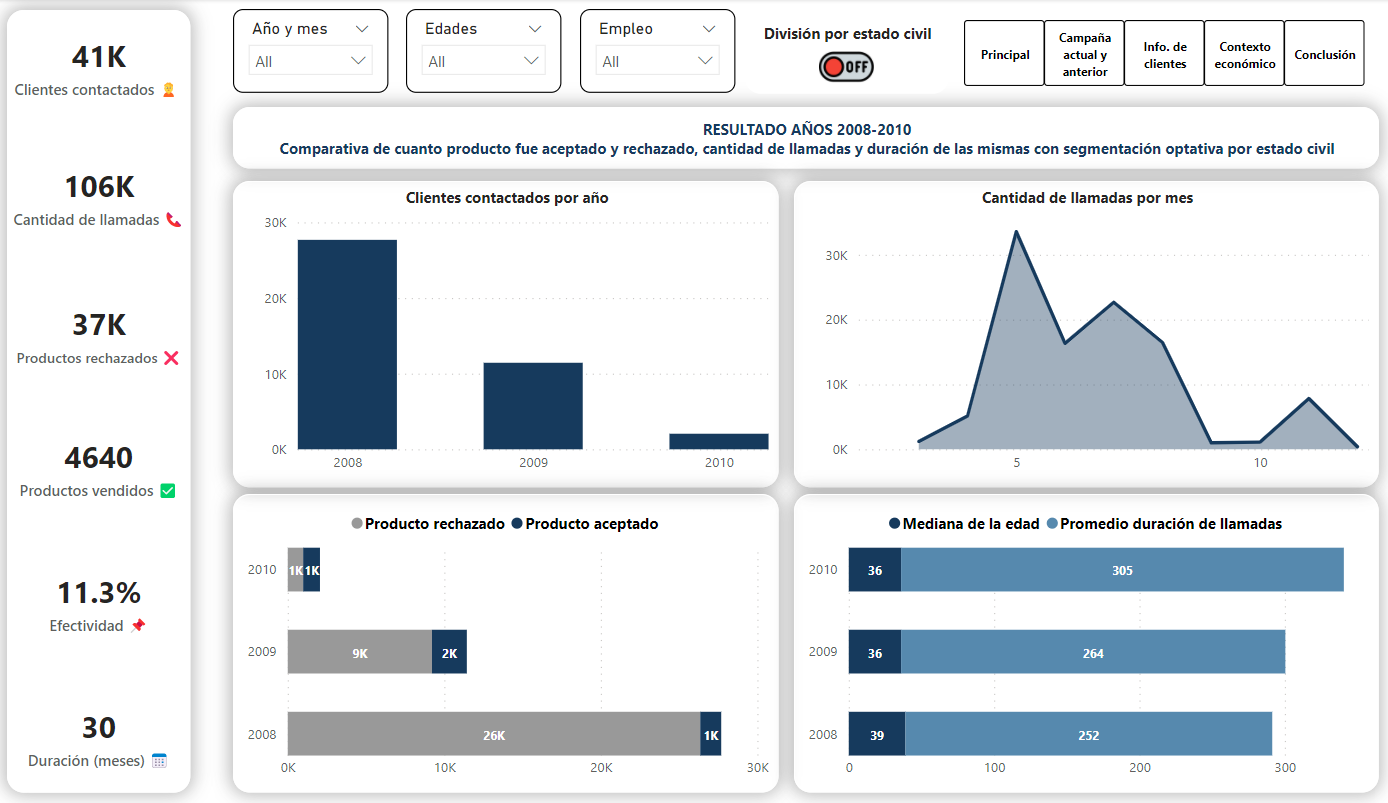 41K
Clientes contactados
106K
Cantidad de llamadas
37K
Productos rechazados
4640
Productos vendidos
11.3%
Efectividad
30
Duración (meses)
Año y mes
All
Edades
All
Empleo
All
División por estado civil
OFF
Principal
Campaña
actual y
anterior
Info. de
clientes
Contexto
económico
Conclusión
RESULTADO AÑOS 2008-2010
Comparativa de cuanto producto fue aceptado y rechazado, cantidad de llamadas y duración de las mismas con segmentación optativa por estado civil
Clientes contactados por año
30K
20K
10K
0K
2008 2009 2010
Cantidad de llamadas por mes
30K
20K
10K
0K
5 10
Producto rechazado Producto aceptado
2010 1K 1K
2009 9K 2K
2008 26K 1K
0K 10K 20K 30K
Mediana de la edad Promedio duración de llamadas
2010 36 305
2009 36 264
2008 39 252
0 100 200 300